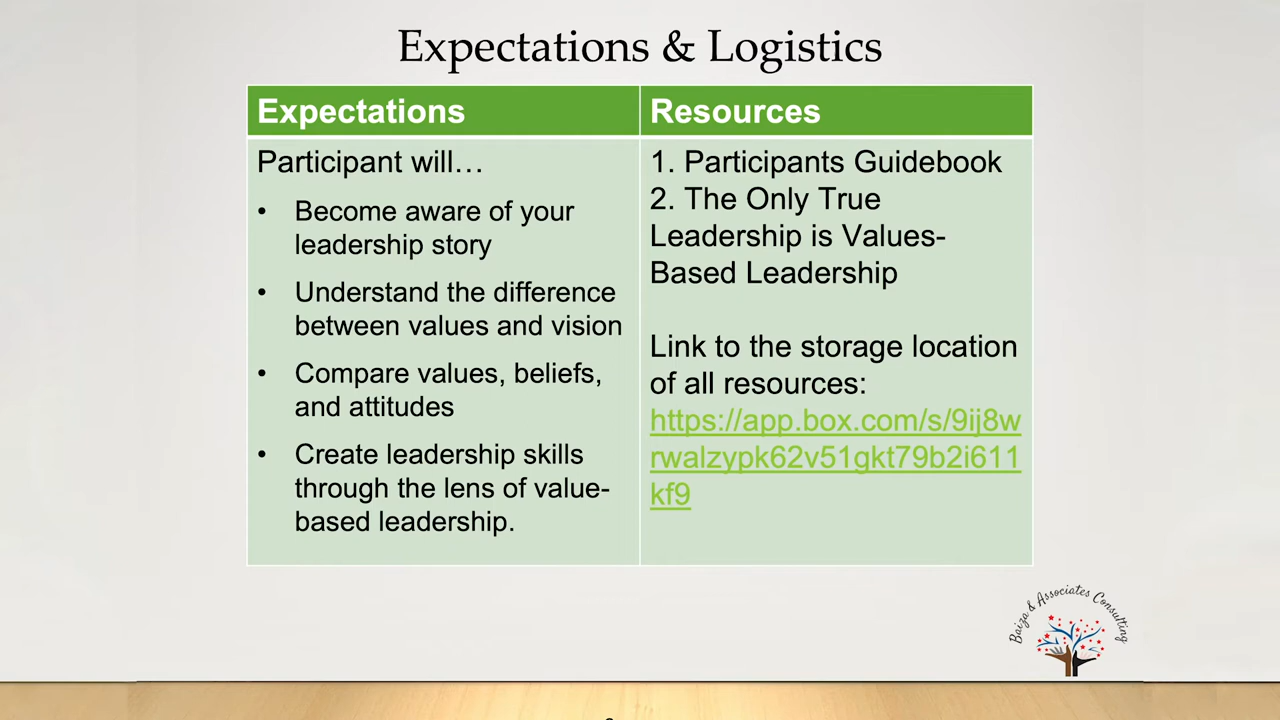 Expectations & Logistics
Expectations
Participant will…
• Become aware of your
leadership story
• Understand the difference
between values and vision
• Compare values, beliefs,
and attitudes
• Create leadership skills
through the lens of value-
based leadership.
Resources
1. Participants Guidebook
2. The Only True
Leadership is Values-
Based Leadership
Link to the storage location
of all resources:
https://app.box.com/s/9ij8w
rwalzypk62v51gkt79b2i611
kf9
Baiza & Associates Consulting